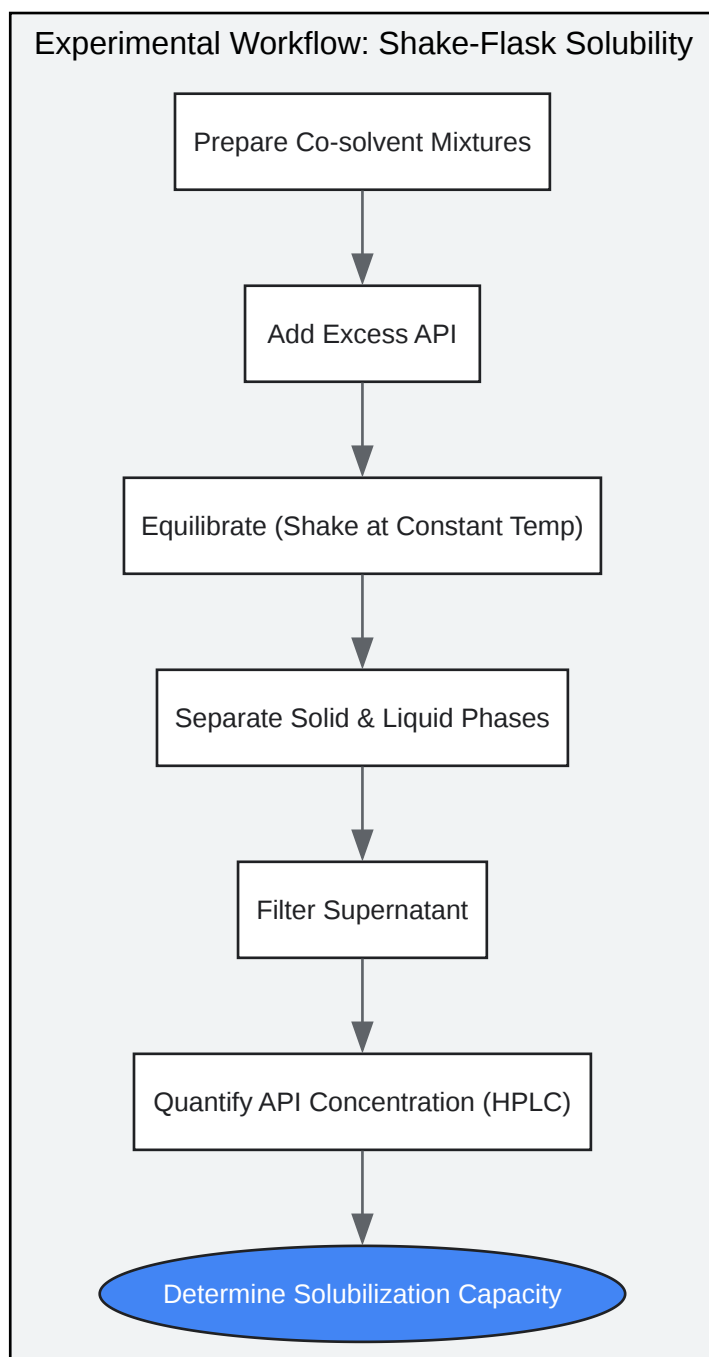 Experimental Workflow: Shake-Flask Solubility
Prepare Co-solvent Mixtures
Add Excess API
Equilibrate (Shake at Constant Temp)
Separate Solid & Liquid Phases
Filter Supernatant
Quantify API Concentration (HPLC)
Determine Solubilization Capacity